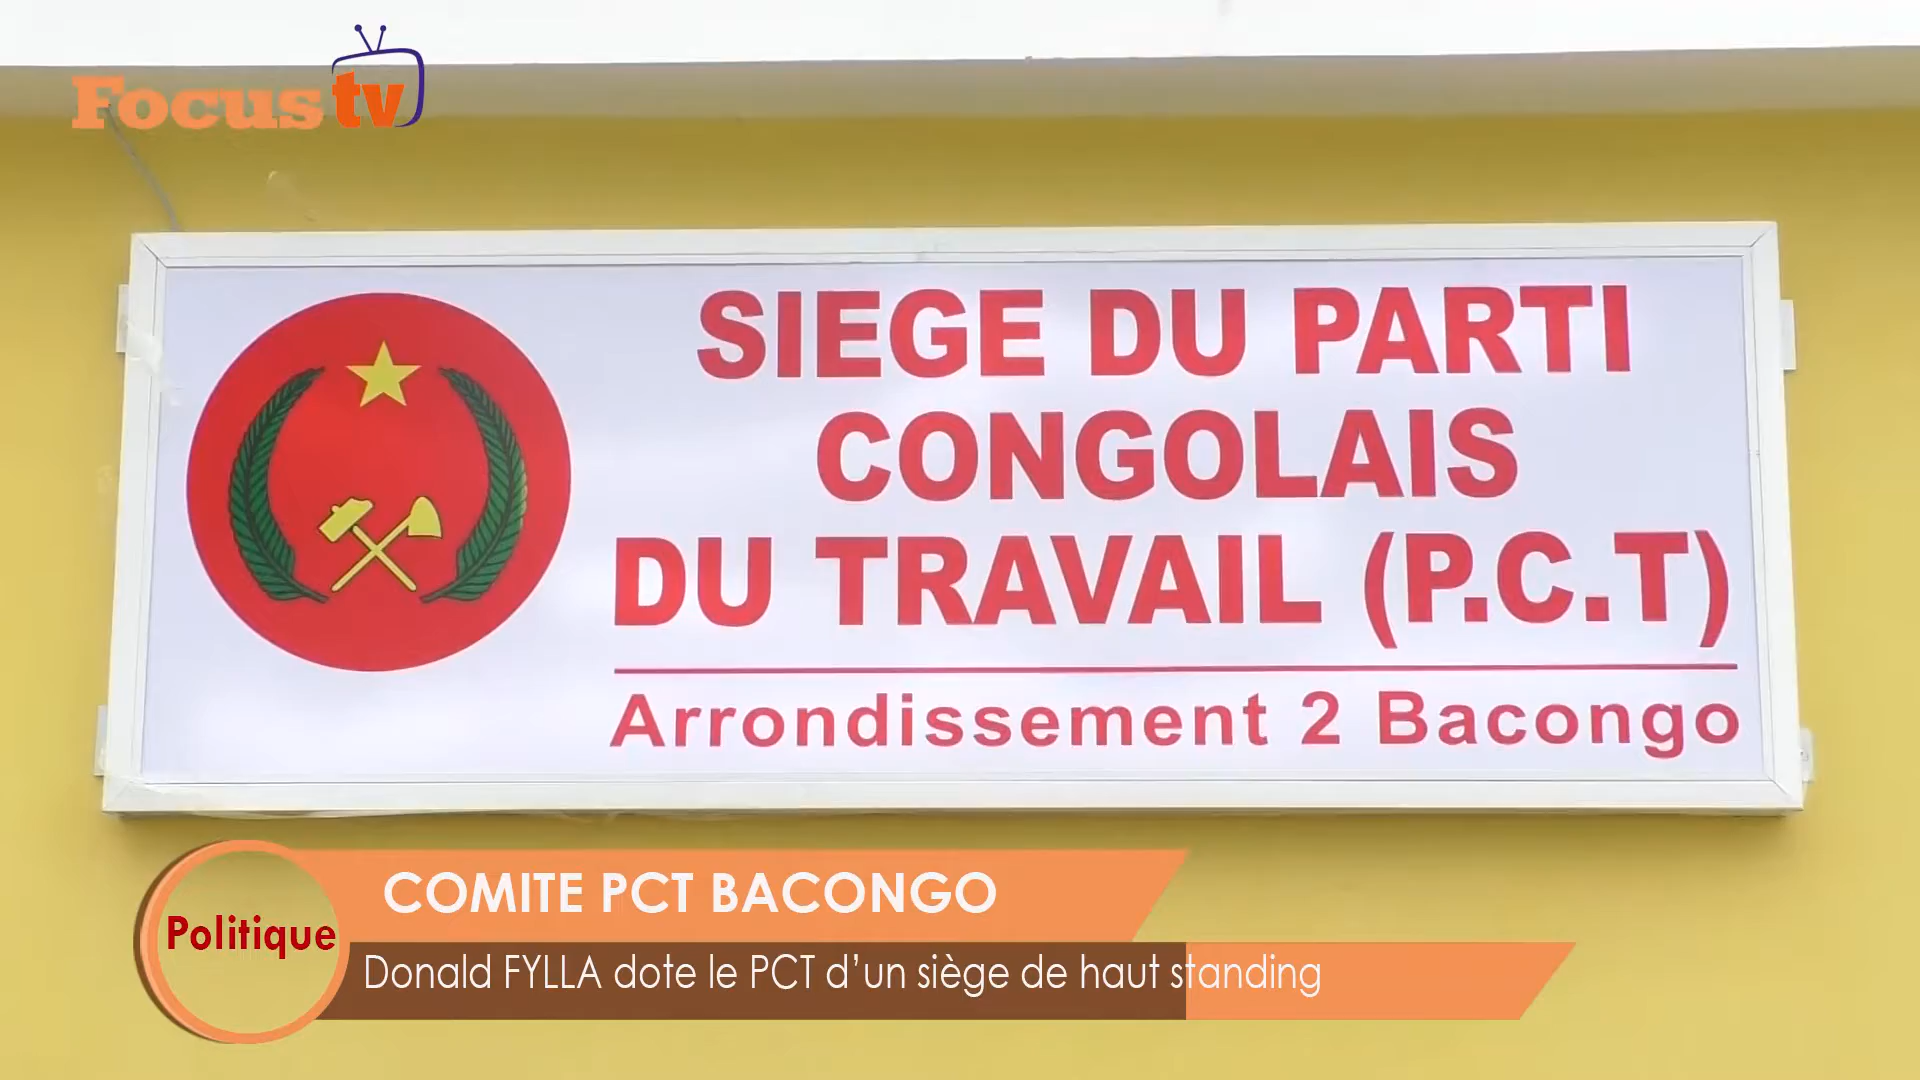 Focus tv
SIEGE DU PARTI
CONGOLAIS
DU TRAVAIL (P.C.T)
Arrondissement 2 Bacongo
COMITE PCT BACONGO
Politique
Donald FYLLA dote le PCT d'un siège de haut standing